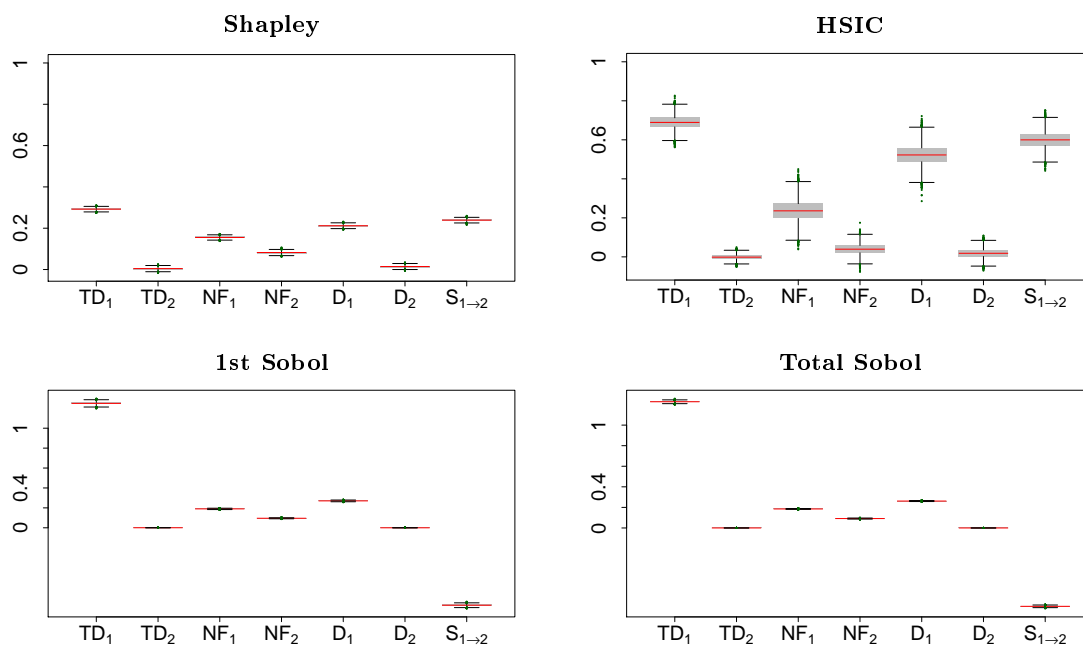 Shapley
1
0.6
0.2
0
TD₁ TD₂ NF₁ NF₂ D₁ D₂ S₁→₂
HSIC
1
0.6
0.2
0
TD₁ TD₂ NF₁ NF₂ D₁ D₂ S₁→₂
1st Sobol
1
0.4
0
TD₁ TD₂ NF₁ NF₂ D₁ D₂ S₁→₂
Total Sobol
1
0.4
0
TD₁ TD₂ NF₁ NF₂ D₁ D₂ S₁→₂